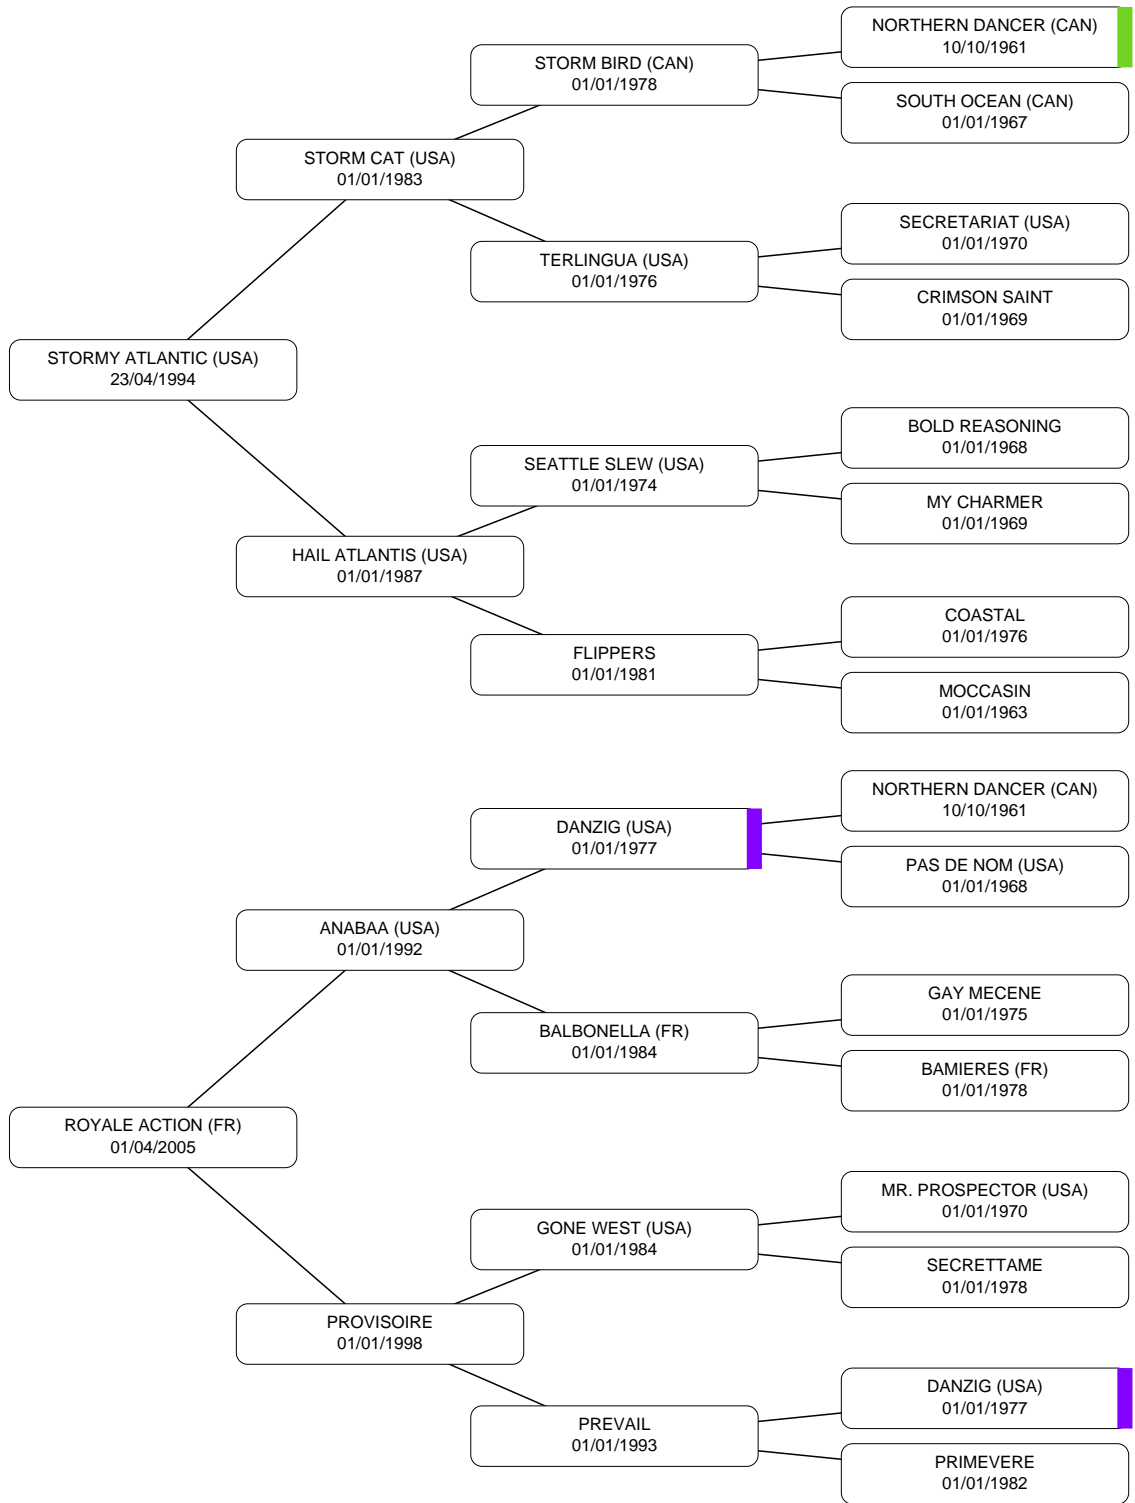 NORTHERN DANCER (CAN)
10/10/1961
STORM BIRD (CAN)
01/01/1978
SOUTH OCEAN (CAN)
01/01/1967
STORM CAT (USA)
01/01/1983
SECRETARIAT (USA)
01/01/1970
TERLINGUA (USA)
01/01/1976
CRIMSON SAINT
01/01/1969
STORMY ATLANTIC (USA)
23/04/1994
BOLD REASONING
01/01/1968
SEATTLE SLEW (USA)
01/01/1974
MY CHARMER
01/01/1969
HAIL ATLANTIS (USA)
01/01/1987
COASTAL
01/01/1976
FLIPPERS
01/01/1981
MOCCASIN
01/01/1963
NORTHERN DANCER (CAN)
10/10/1961
DANZIG (USA)
01/01/1977
PAS DE NOM (USA)
01/01/1968
ANABAA (USA)
01/01/1992
GAY MECENE
01/01/1975
BALBONELLA (FR)
01/01/1984
BAMIERES (FR)
01/01/1978
ROYALE ACTION (FR)
01/04/2005
MR. PROSPECTOR (USA)
01/01/1970
GONE WEST (USA)
01/01/1984
SECRETTAME
01/01/1978
PROVISOIRE
01/01/1998
DANZIG (USA)
01/01/1977
PREVAIL
01/01/1993
PRIMEVERE
01/01/1982